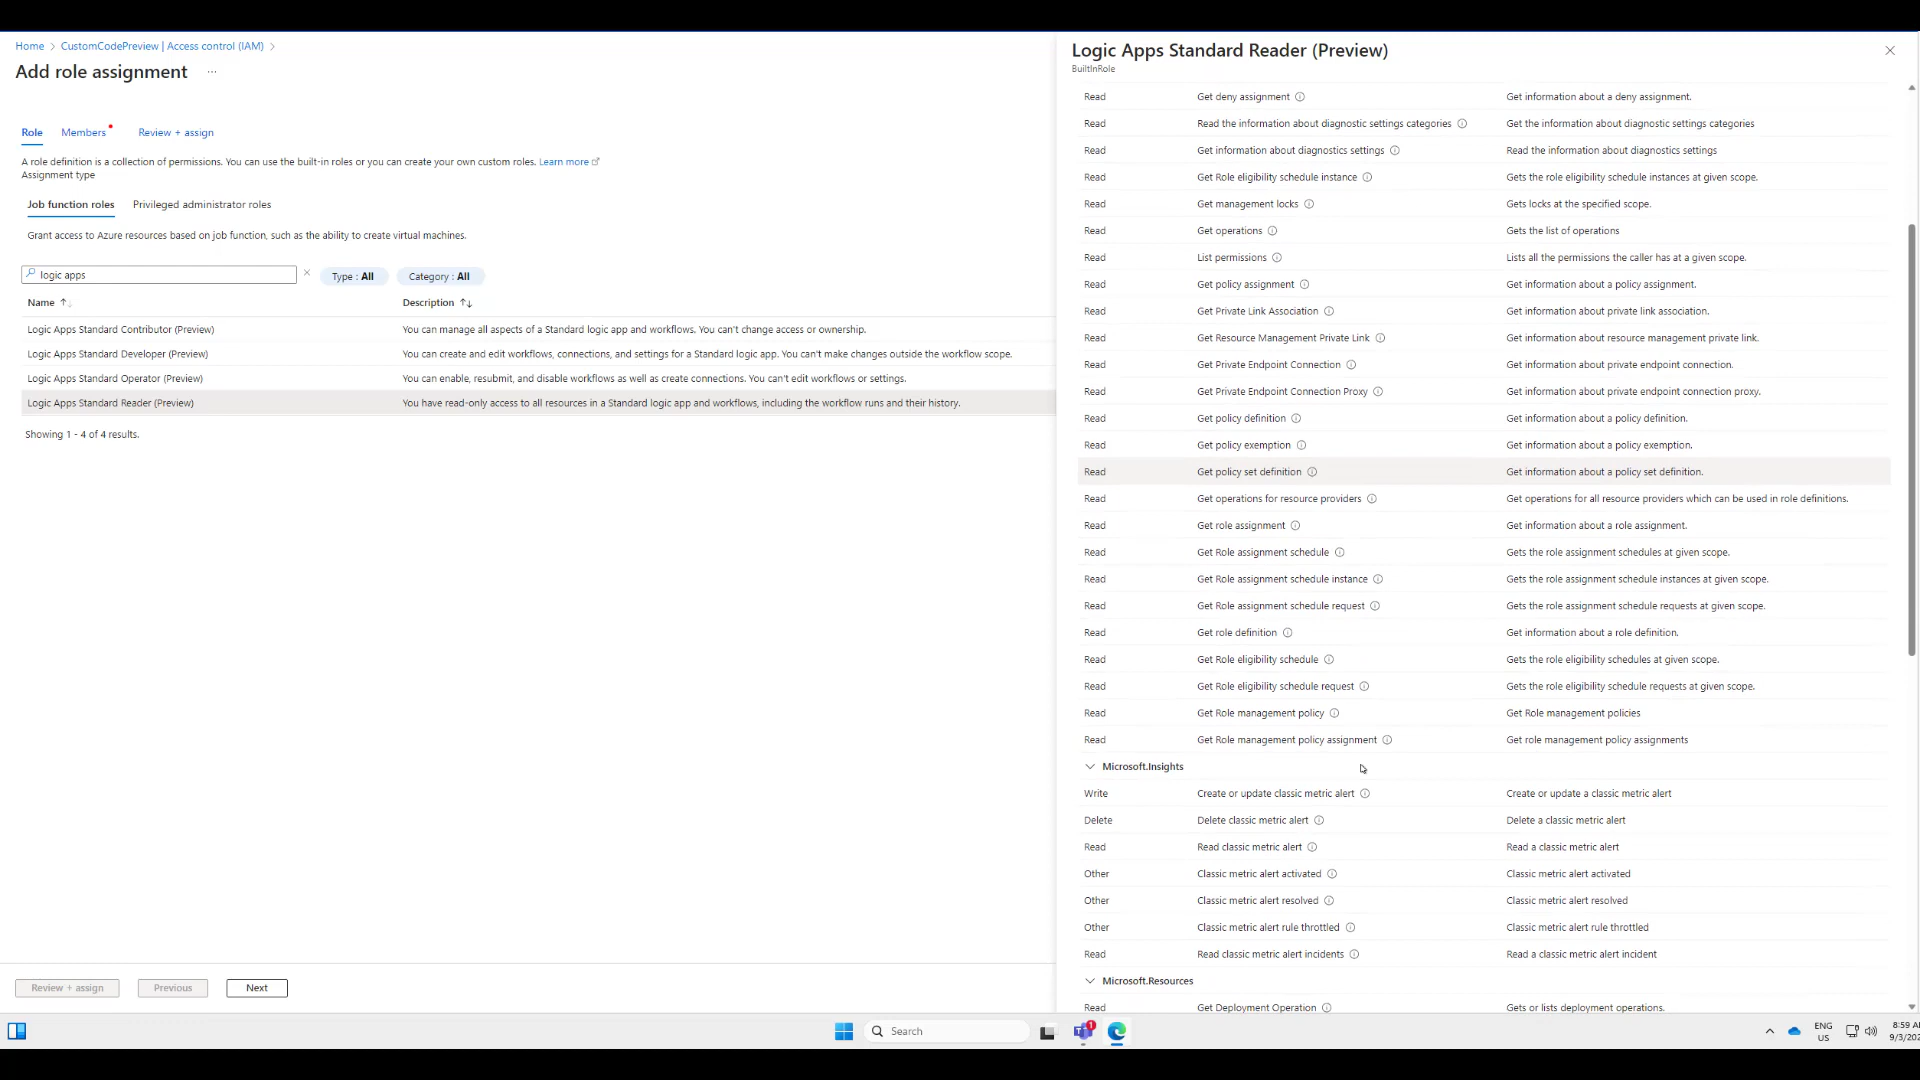 Home > CustomCodePreview | Access control (IAM) >
Add role assignment ...
Role Members Review + assign
A role definition is a collection of permissions. You can use the built-in roles or you can create your own custom roles. Learn more
Assignment type
Job function roles Privileged administrator roles
Grant access to Azure resources based on job function, such as the ability to create virtual machines.
logic apps Type : All Category : All
Name Description
Logic Apps Standard Contributor (Preview) You can manage all aspects of a Standard logic app and workflows. You can't change access or ownership.
Logic Apps Standard Developer (Preview) You can create and edit workflows, connections, and settings for a Standard logic app. You can't make changes outside the workflow scope.
Logic Apps Standard Operator (Preview) You can enable, resubmit, and disable workflows as well as create connections. You can't edit workflows or settings.
Logic Apps Standard Reader (Preview) You have read-only access to all resources in a Standard logic app and workflows, including the workflow runs and their history.
Showing 1 - 4 of 4 results.
Review + assign Previous Next
Logic Apps Standard Reader (Preview)
BuiltInRole
Read Get deny assignment Get information about a deny assignment.
Read Read the information about diagnostic settings categories Get the information about diagnostic settings categories
Read Get information about diagnostics settings Read the information about diagnostics settings
Read Get Role eligibility schedule instance Gets the role eligibility schedule instances at given scope.
Read Get management locks Gets locks at the specified scope.
Read Get operations Gets the list of operations
Read List permissions Lists all the permissions the caller has at a given scope.
Read Get policy assignment Get information about a policy assignment.
Read Get Private Link Association Get information about private link association.
Read Get Resource Management Private Link Get information about resource management private link.
Read Get Private Endpoint Connection Get information about private endpoint connection.
Read Get Private Endpoint Connection Proxy Get information about private endpoint connection proxy.
Read Get policy definition Get information about a policy definition.
Read Get policy exemption Get information about a policy exemption.
Read Get policy set definition Get information about a policy set definition.
Read Get operations for resource providers Get operations for all resource providers which can be used in role definitions.
Read Get role assignment Get information about a role assignment.
Read Get Role assignment schedule Gets the role assignment schedules at given scope.
Read Get Role assignment schedule instance Gets the role assignment schedule instances at given scope.
Read Get Role assignment schedule request Gets the role assignment schedule requests at given scope.
Read Get role definition Get information about a role definition.
Read Get Role eligibility schedule Gets the role eligibility schedules at given scope.
Read Get Role eligibility schedule request Gets the role eligibility schedule requests at given scope.
Read Get Role management policy Get Role management policies
Read Get Role management policy assignment Get role management policy assignments
Microsoft.Insights
Write Create or update classic metric alert Create or update a classic metric alert
Delete Delete classic metric alert Delete a classic metric alert
Read Read classic metric alert Read a classic metric alert
Other Classic metric alert activated Classic metric alert activated
Other Classic metric alert resolved Classic metric alert resolved
Other Classic metric alert rule throttled Classic metric alert rule throttled
Read Read classic metric alert incidents Read a classic metric alert incident
Microsoft.Resources
Read Get Deployment Operation Gets or lists deployment operations.
Search
1
ENG
US
8:59 A
9/3/202